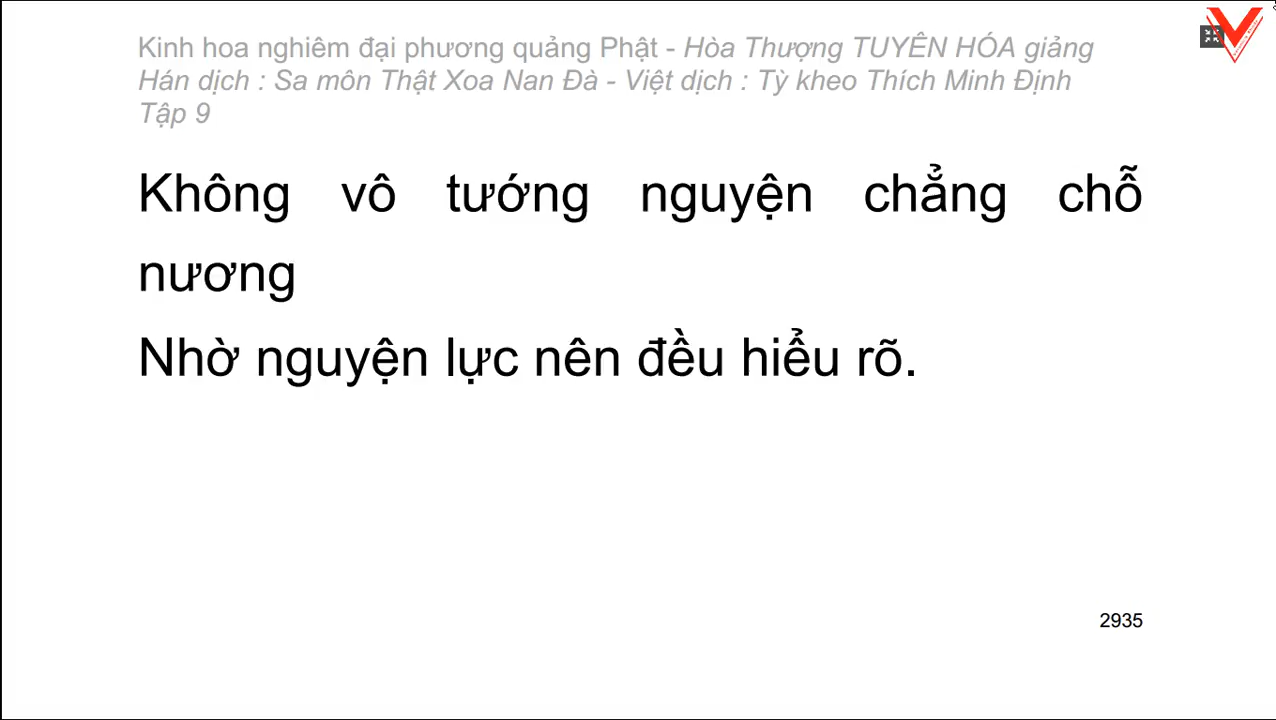 Kinh hoa nghiêm đại phương quảng Phật - Hòa Thượng TUYÊN HÓA giảng
Hán dịch : Sa môn Thật Xoa Nan Đà - Việt dịch : Tỳ kheo Thích Minh Định
Tập 9
Không vô tướng nguyện chẳng chỗ
nương
Nhờ nguyện lực nên đều hiểu rõ.
2935